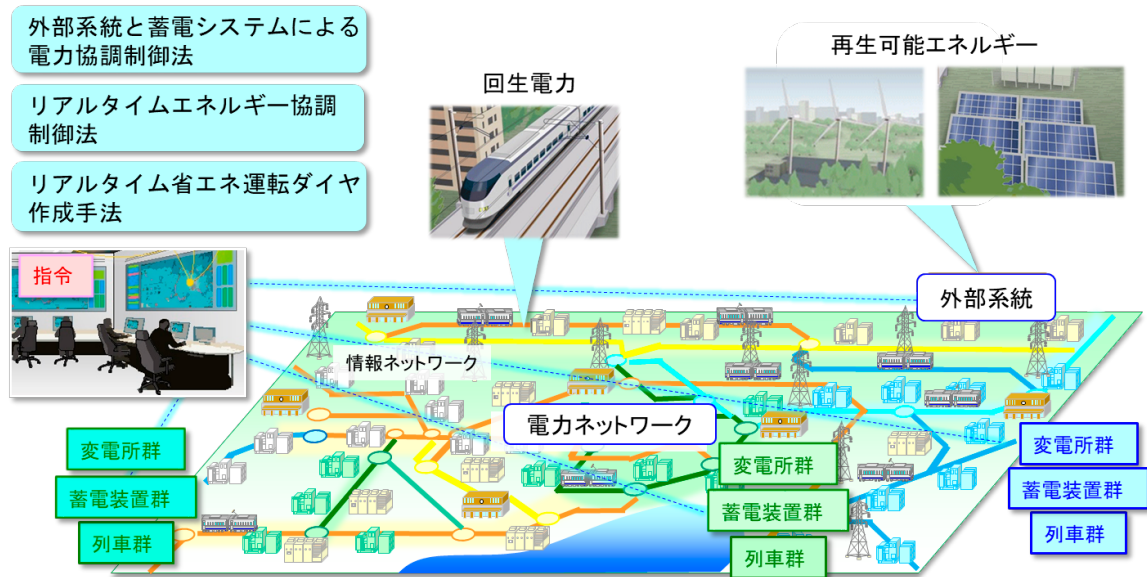 外部系統と蓄電システムによる
電力協調制御法
リアルタイムエネルギー協調
制御法
リアルタイム省エネ運転ダイヤ
作成手法
回生電力
再生可能エネルギー
指令
外部系統
情報ネットワーク
電力ネットワーク
変電所群
蓄電装置群
列車群
変電所群
蓄電装置群
列車群
変電所群
蓄電装置群
列車群